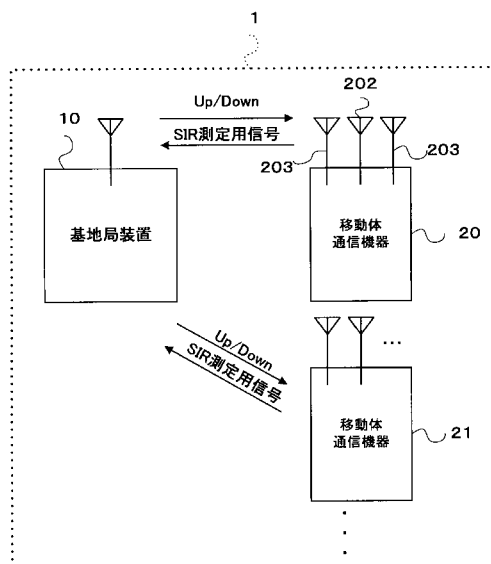 1
10
Up/Down
SIR測定用信号
202
203
203
基地局装置
移動体
通信機器
20
Up/Down
SIR測定用信号
...
移動体
通信機器
21